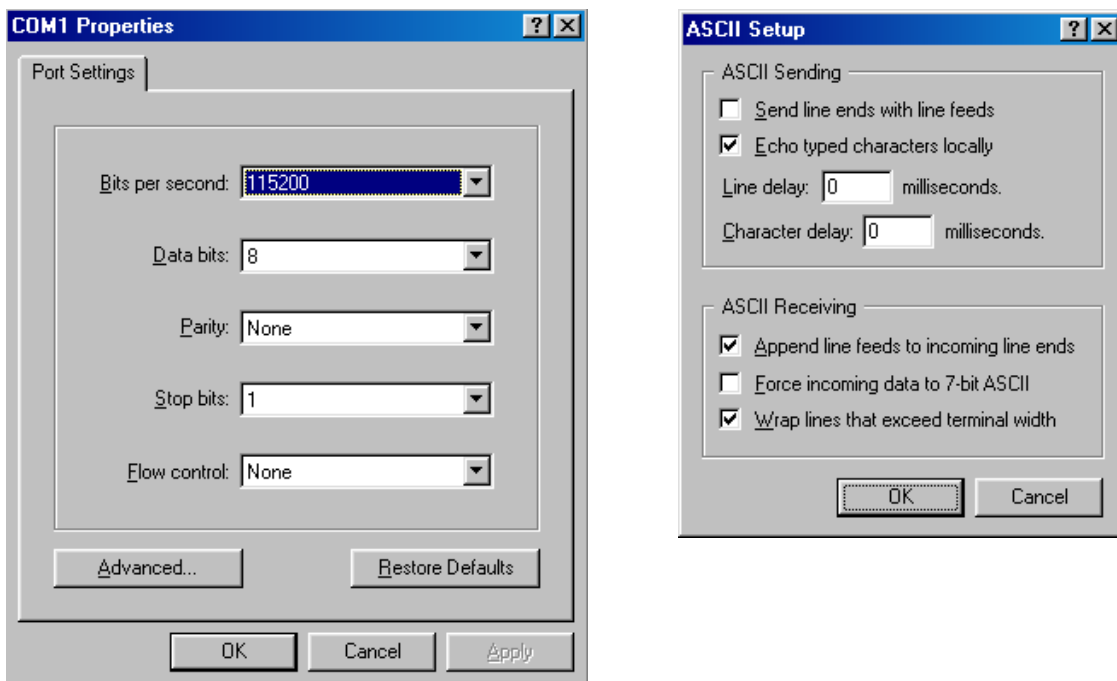 COM1 Properties
Port Settings
Bits per second: 115200
Data bits: 8
Parity: None
Stop bits: 1
Flow control: None
Advanced...
Restore Defaults
OK
Cancel
Apply
ASCII Setup
ASCII Sending
Send line ends with line feeds
Echo typed characters locally
Line delay: 0 milliseconds.
Character delay: 0 milliseconds.
ASCII Receiving
Append line feeds to incoming line ends
Force incoming data to 7-bit ASCII
Wrap lines that exceed terminal width
OK
Cancel